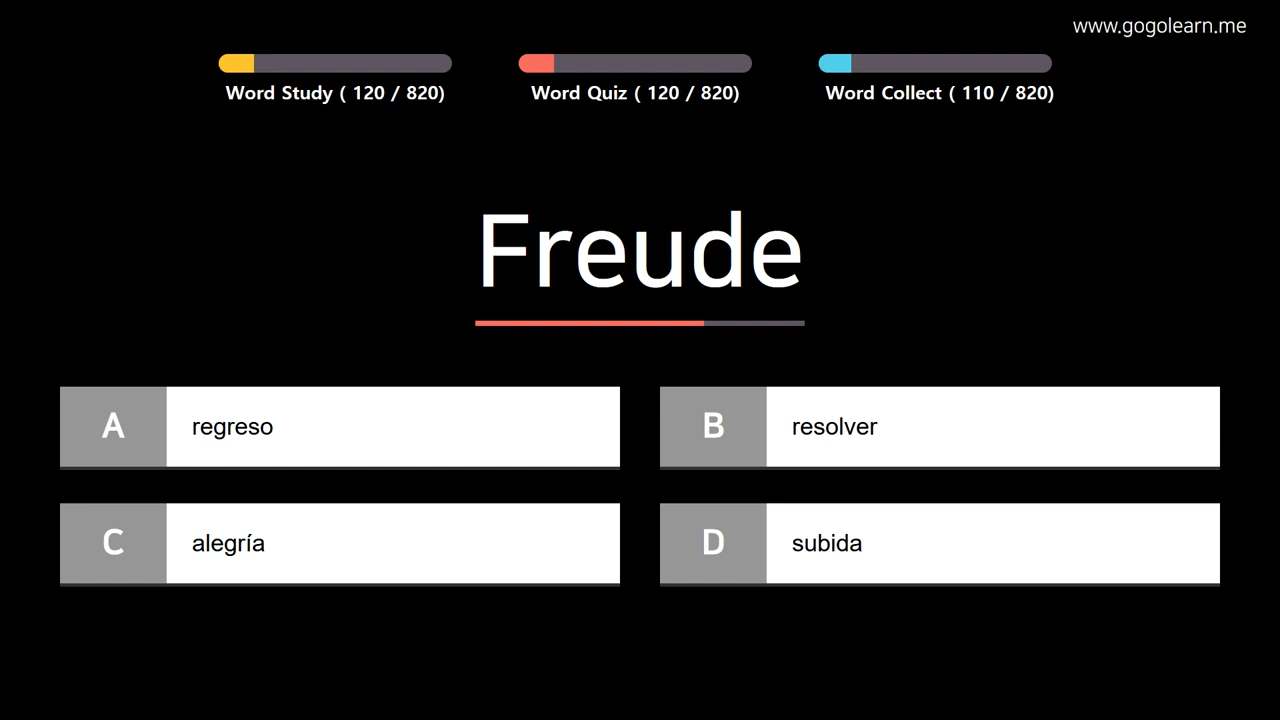 www.gogolearn.me
Word Study ( 120 / 820)
Word Quiz ( 120 / 820)
Word Collect ( 110 / 820)
Freude
A
regreso
B
resolver
C
alegría
D
subida